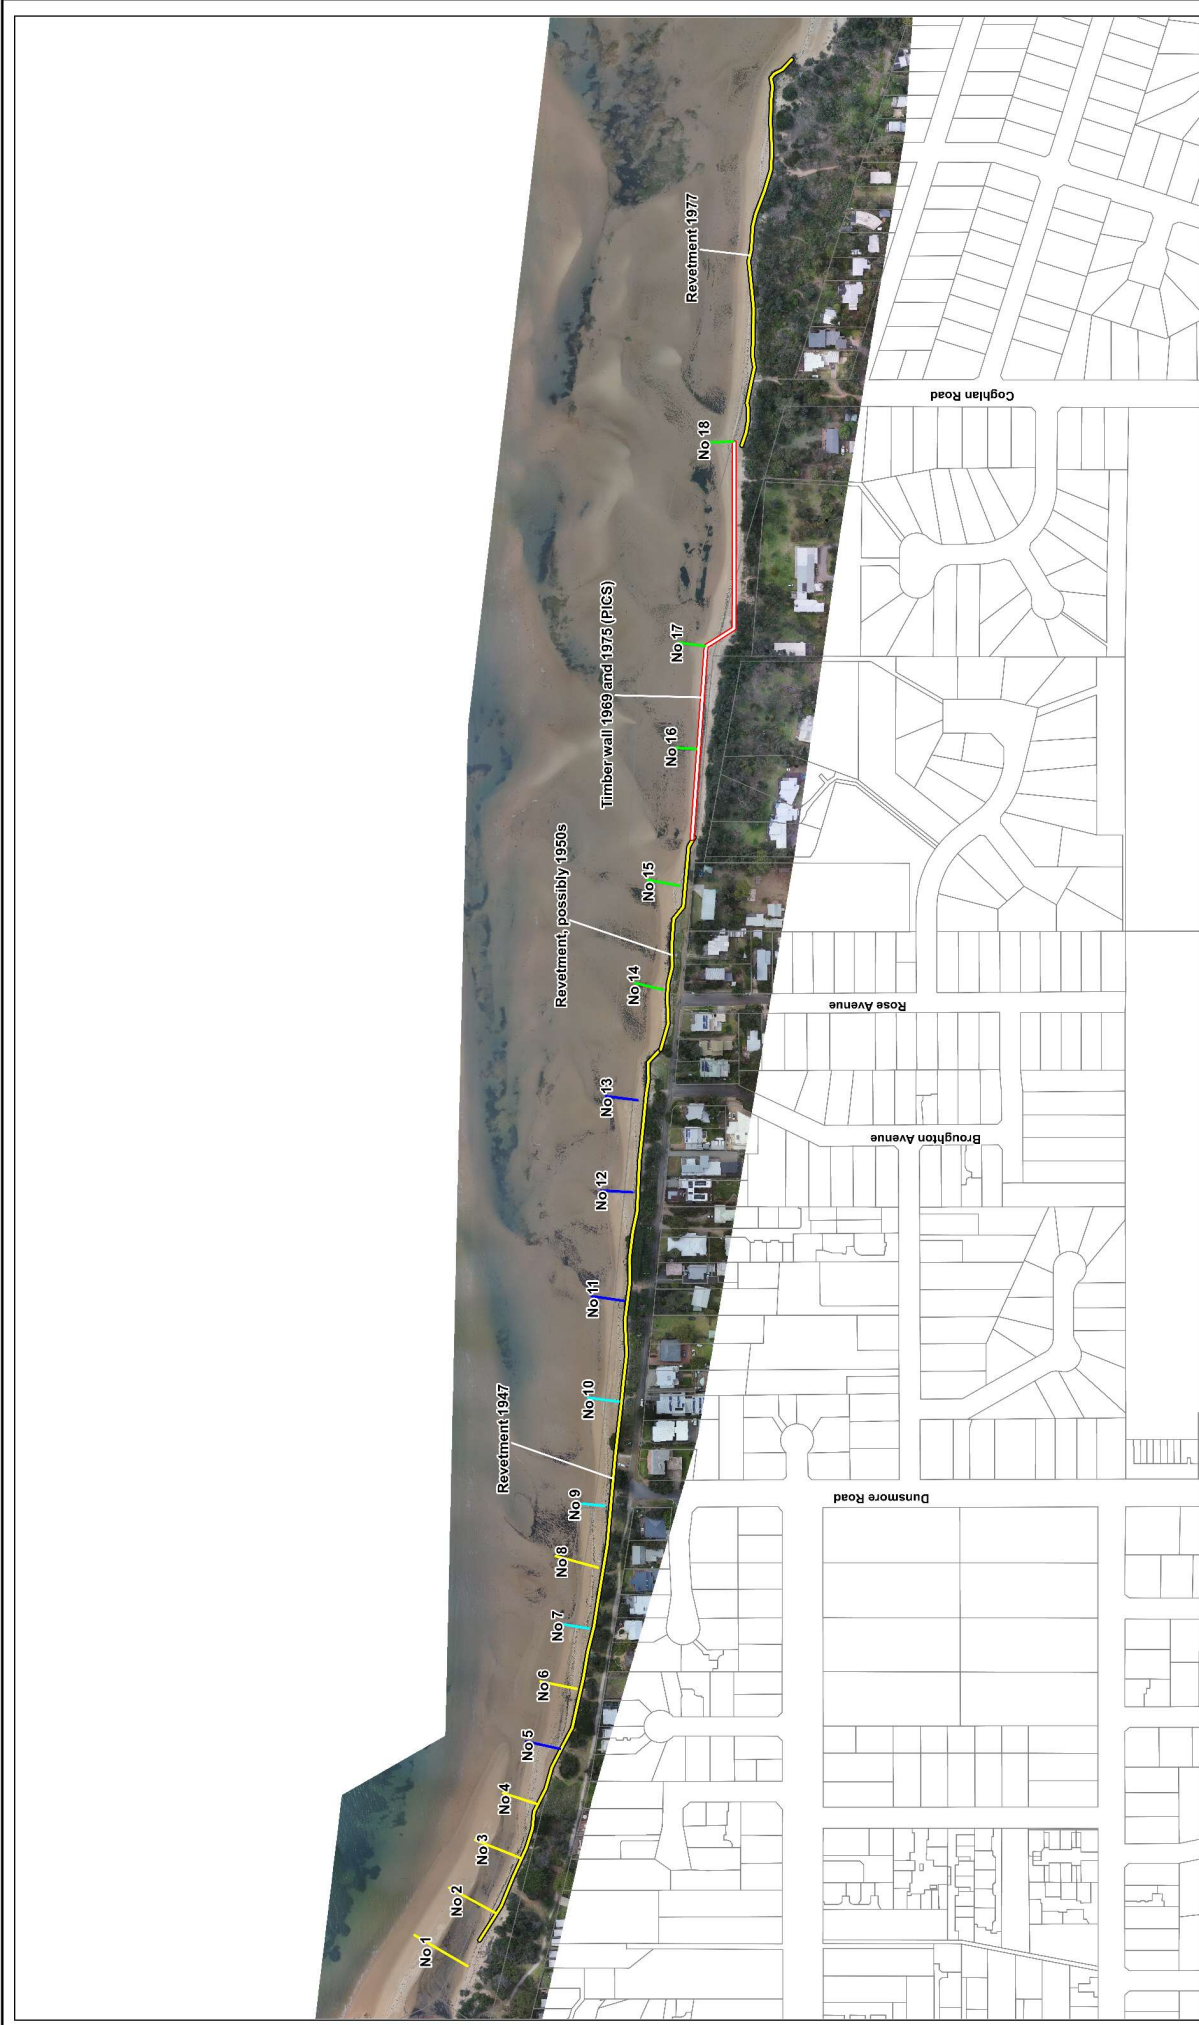 No 1
No 2
No 3
No 4
No 5
No 6
No 7
No 8
No 9
Revetment 1947
No 10
No 11
No 12
No 13
No 14
Revetment, possibly 1950s
No 15
Timber wall 1969 and 1975 (PICS)
No 16
No 17
No 18
Revetment 1977
Dunsmore Road
Broughton Avenue
Rose Avenue
Coghlan Road